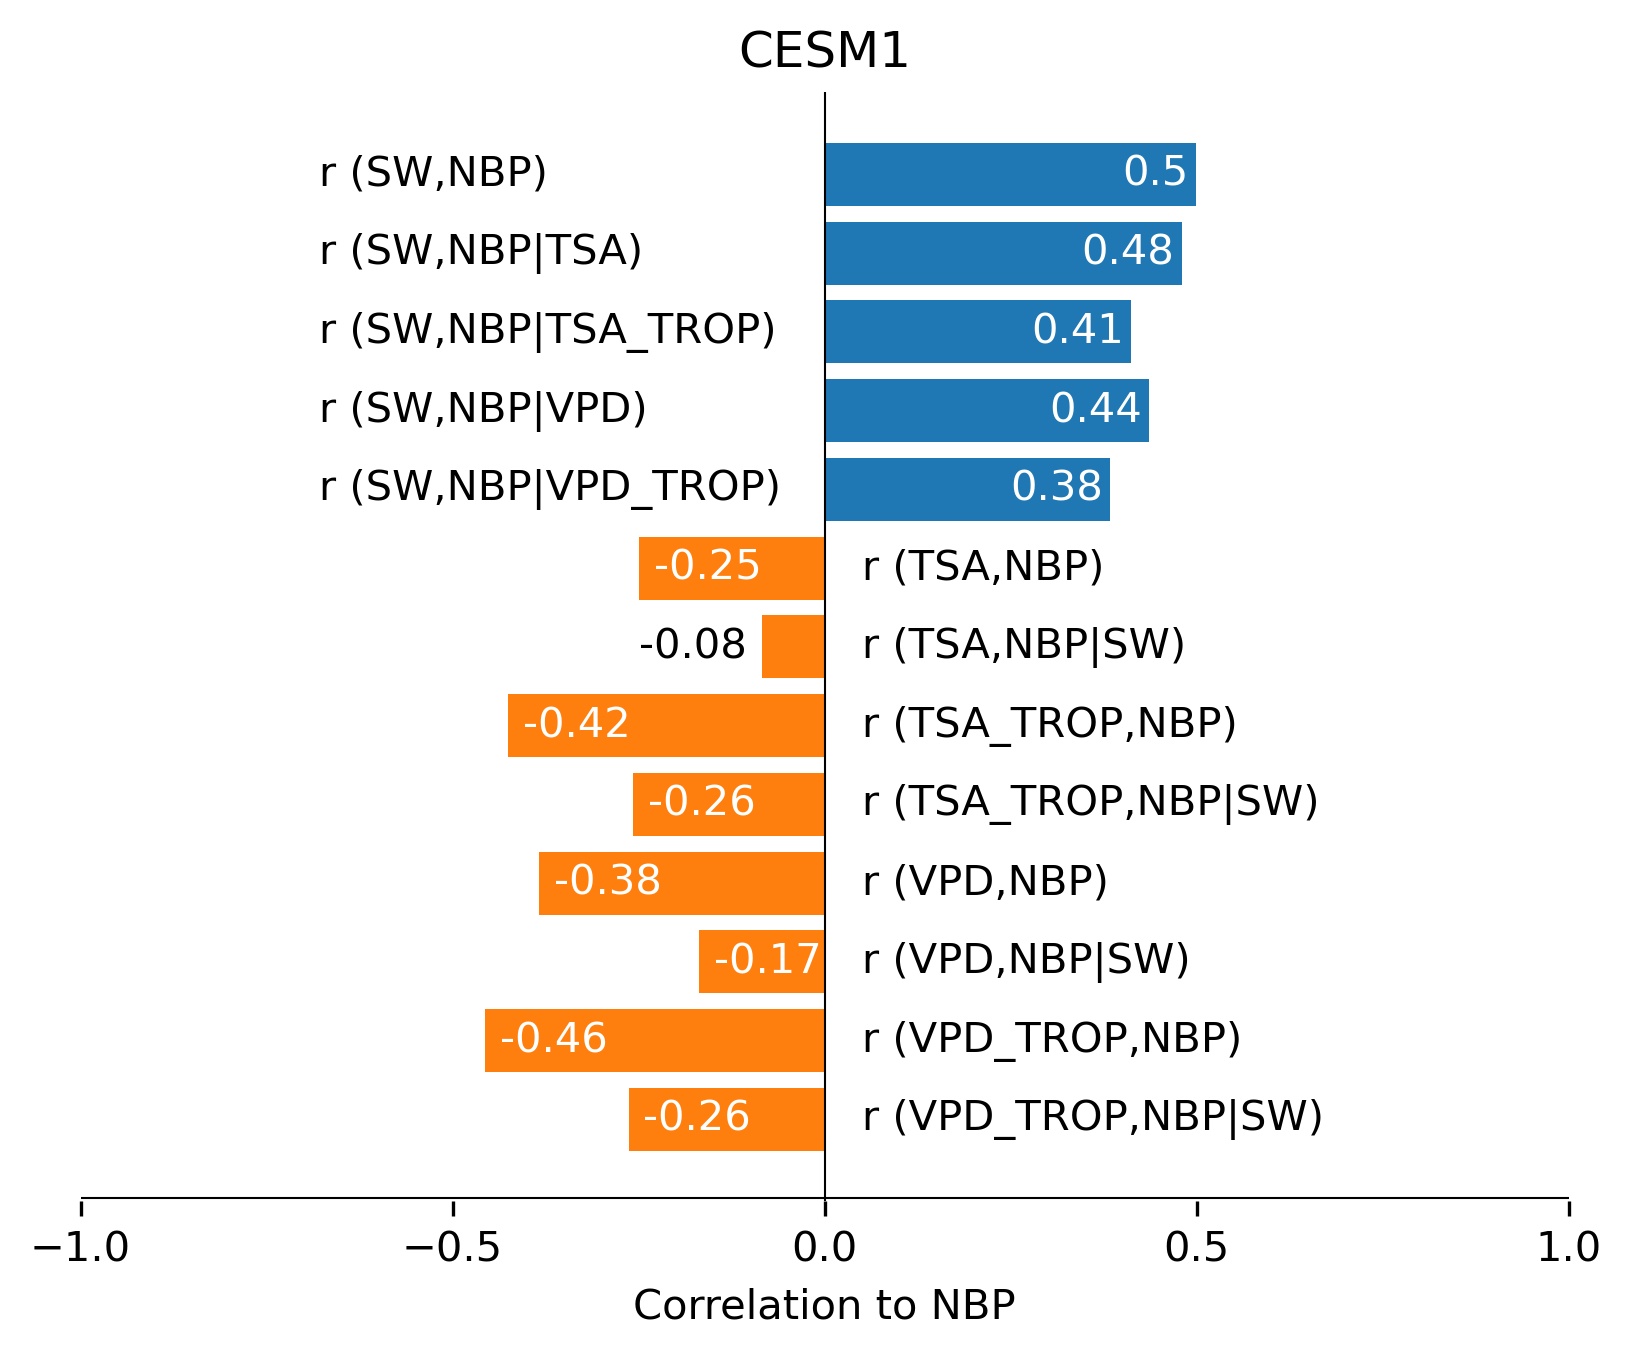 CESM1
r (SW,NBP) 0.5
r (SW,NBP|TSA) 0.48
r (SW,NBP|TSA_TROP) 0.41
r (SW,NBP|VPD) 0.44
r (SW,NBP|VPD_TROP) 0.38
-0.25 r (TSA,NBP)
-0.08 r (TSA,NBP|SW)
-0.42 r (TSA_TROP,NBP)
-0.26 r (TSA_TROP,NBP|SW)
-0.38 r (VPD,NBP)
-0.17 r (VPD,NBP|SW)
-0.46 r (VPD_TROP,NBP)
-0.26 r (VPD_TROP,NBP|SW)
−1.0 −0.5 0.0 0.5 1.0
Correlation to NBP